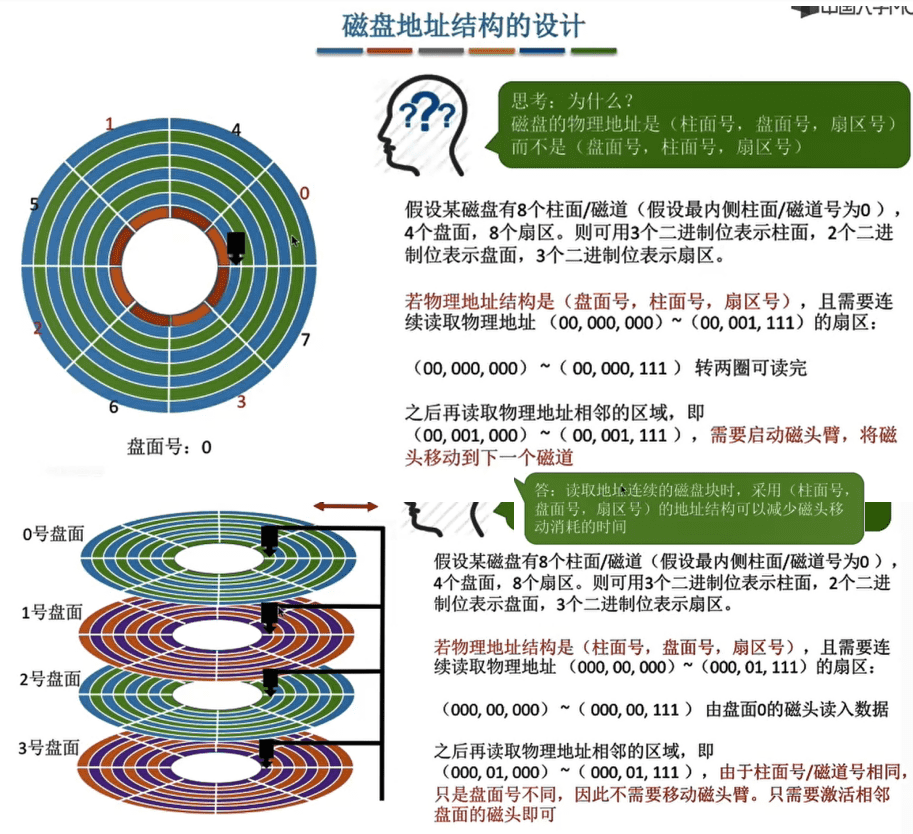 磁盘地址结构的设计
思考：为什么？
磁盘的物理地址是（柱面号，盘面号，扇区号）
而不是（盘面号，柱面号，扇区号）
1
4
0
5
2
7
6
3
盘面号：0
假设某磁盘有8个柱面/磁道（假设最内侧柱面/磁道号为0），
4个盘面，8个扇区。则可用3个二进制位表示柱面，2个二进
制位表示盘面，3个二进制位表示扇区。
若物理地址结构是（盘面号，柱面号，扇区号），且需要连
续读取物理地址（00, 000, 000）~（00, 001, 111）的扇区：
（00, 000, 000）~（00, 000, 111）转两圈可读完
之后再读取物理地址相邻的区域，即
（00, 001, 000）~（00, 001, 111），需要启动磁头臂，将磁
头移动到下一个磁道
答：读取地址连续的磁盘块时，采用（柱面号，
盘面号，扇区号）的地址结构可以减少磁头移
动消耗的时间
0号盘面
1号盘面
2号盘面
3号盘面
假设某磁盘有8个柱面/磁道（假设最内侧柱面/磁道号为0），
4个盘面，8个扇区。则可用3个二进制位表示柱面，2个二进
制位表示盘面，3个二进制位表示扇区。
若物理地址结构是（柱面号，盘面号，扇区号），且需要连
续读取物理地址（000, 00, 000）~（000, 01, 111）的扇区：
（000, 00, 000）~（000, 00, 111）由盘面0的磁头读入数据
之后再读取物理地址相邻的区域，即
（000, 01, 000）~（000, 01, 111），由于柱面号/磁道号相同，
只是盘面号不同，因此不需要移动磁头臂。只需要激活相邻
盘面的磁头即可